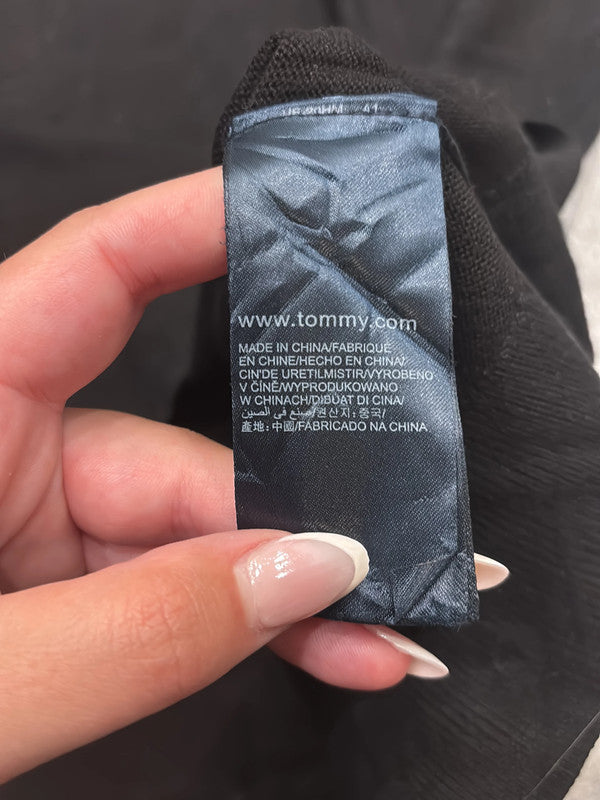 www.tommy.com
MADE IN CHINA/FABRIQUÉ
EN CHINE/HECHO EN CHINA/
CIN'DE URETILMISTIR/VYROBENO
V ČÍNĚ/WYPRODUKOWANO
W CHINACH/DIBUAT DI CINA/
صنع في الصين/원산지: 중국/
產地: 中國/FABRICADO NA CHINA